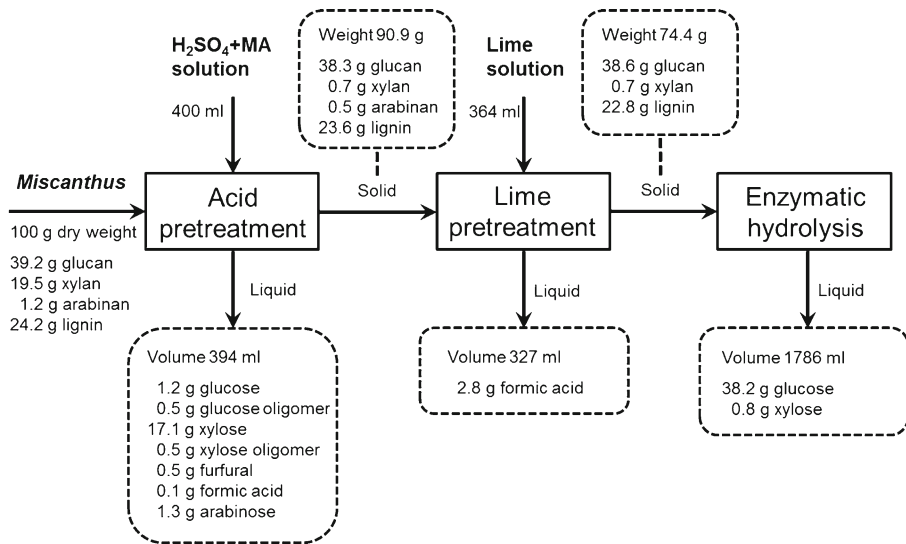 H₂SO₄+MA
solution
400 ml
Weight 90.9 g
38.3 g glucan
0.7 g xylan
0.5 g arabinan
23.6 g lignin
Lime
solution
364 ml
Weight 74.4 g
38.6 g glucan
0.7 g xylan
22.8 g lignin
Miscanthus
100 g dry weight
39.2 g glucan
19.5 g xylan
1.2 g arabinan
24.2 g lignin
Acid
pretreatment
Solid
Lime
pretreatment
Solid
Enzymatic
hydrolysis
Liquid
Liquid
Liquid
Volume 394 ml
1.2 g glucose
0.5 g glucose oligomer
17.1 g xylose
0.5 g xylose oligomer
0.5 g furfural
0.1 g formic acid
1.3 g arabinose
Volume 327 ml
2.8 g formic acid
Volume 1786 ml
38.2 g glucose
0.8 g xylose